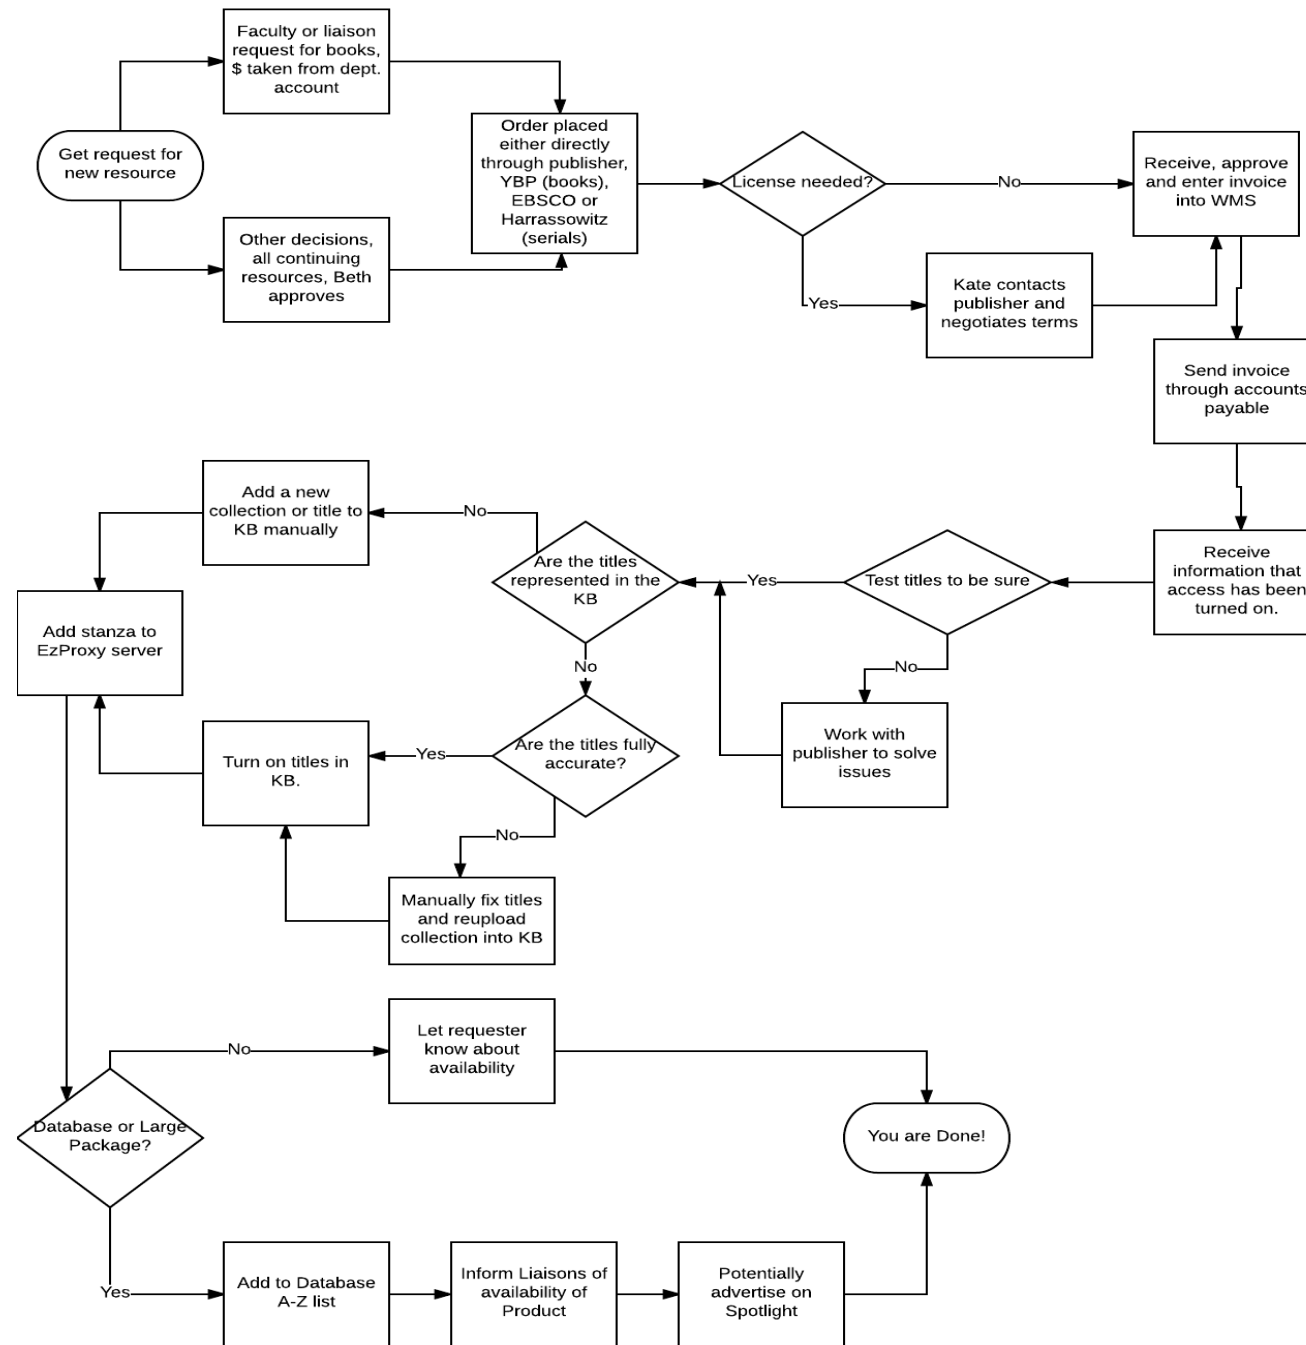 Faculty or liaison
request for books,
$ taken from dept.
account
Get request for
new resource
Other decisions,
all continuing
resources, Beth
approves
Order placed
either directly
through publisher,
YBP (books),
EBSCO or
Harrassowitz
(serials)
License needed?
No
Yes
Receive, approve
and enter invoice
into WMS
Kate contacts
publisher and
negotiates terms
Send invoice
through accounts
payable
Receive
information that
access has been
turned on.
Test titles to be sure
Yes
No
Work with
publisher to solve
issues
Are the titles
represented in the
KB
No
No
Add a new
collection or title to
KB manually
Add stanza to
EzProxy server
Are the titles fully
accurate?
Yes
No
Turn on titles in
KB.
Manually fix titles
and reupload
collection into KB
Database or Large
Package?
No
Let requester
know about
availability
You are Done!
Yes
Add to Database
A-Z list
Inform Liaisons of
availability of
Product
Potentially
advertise on
Spotlight